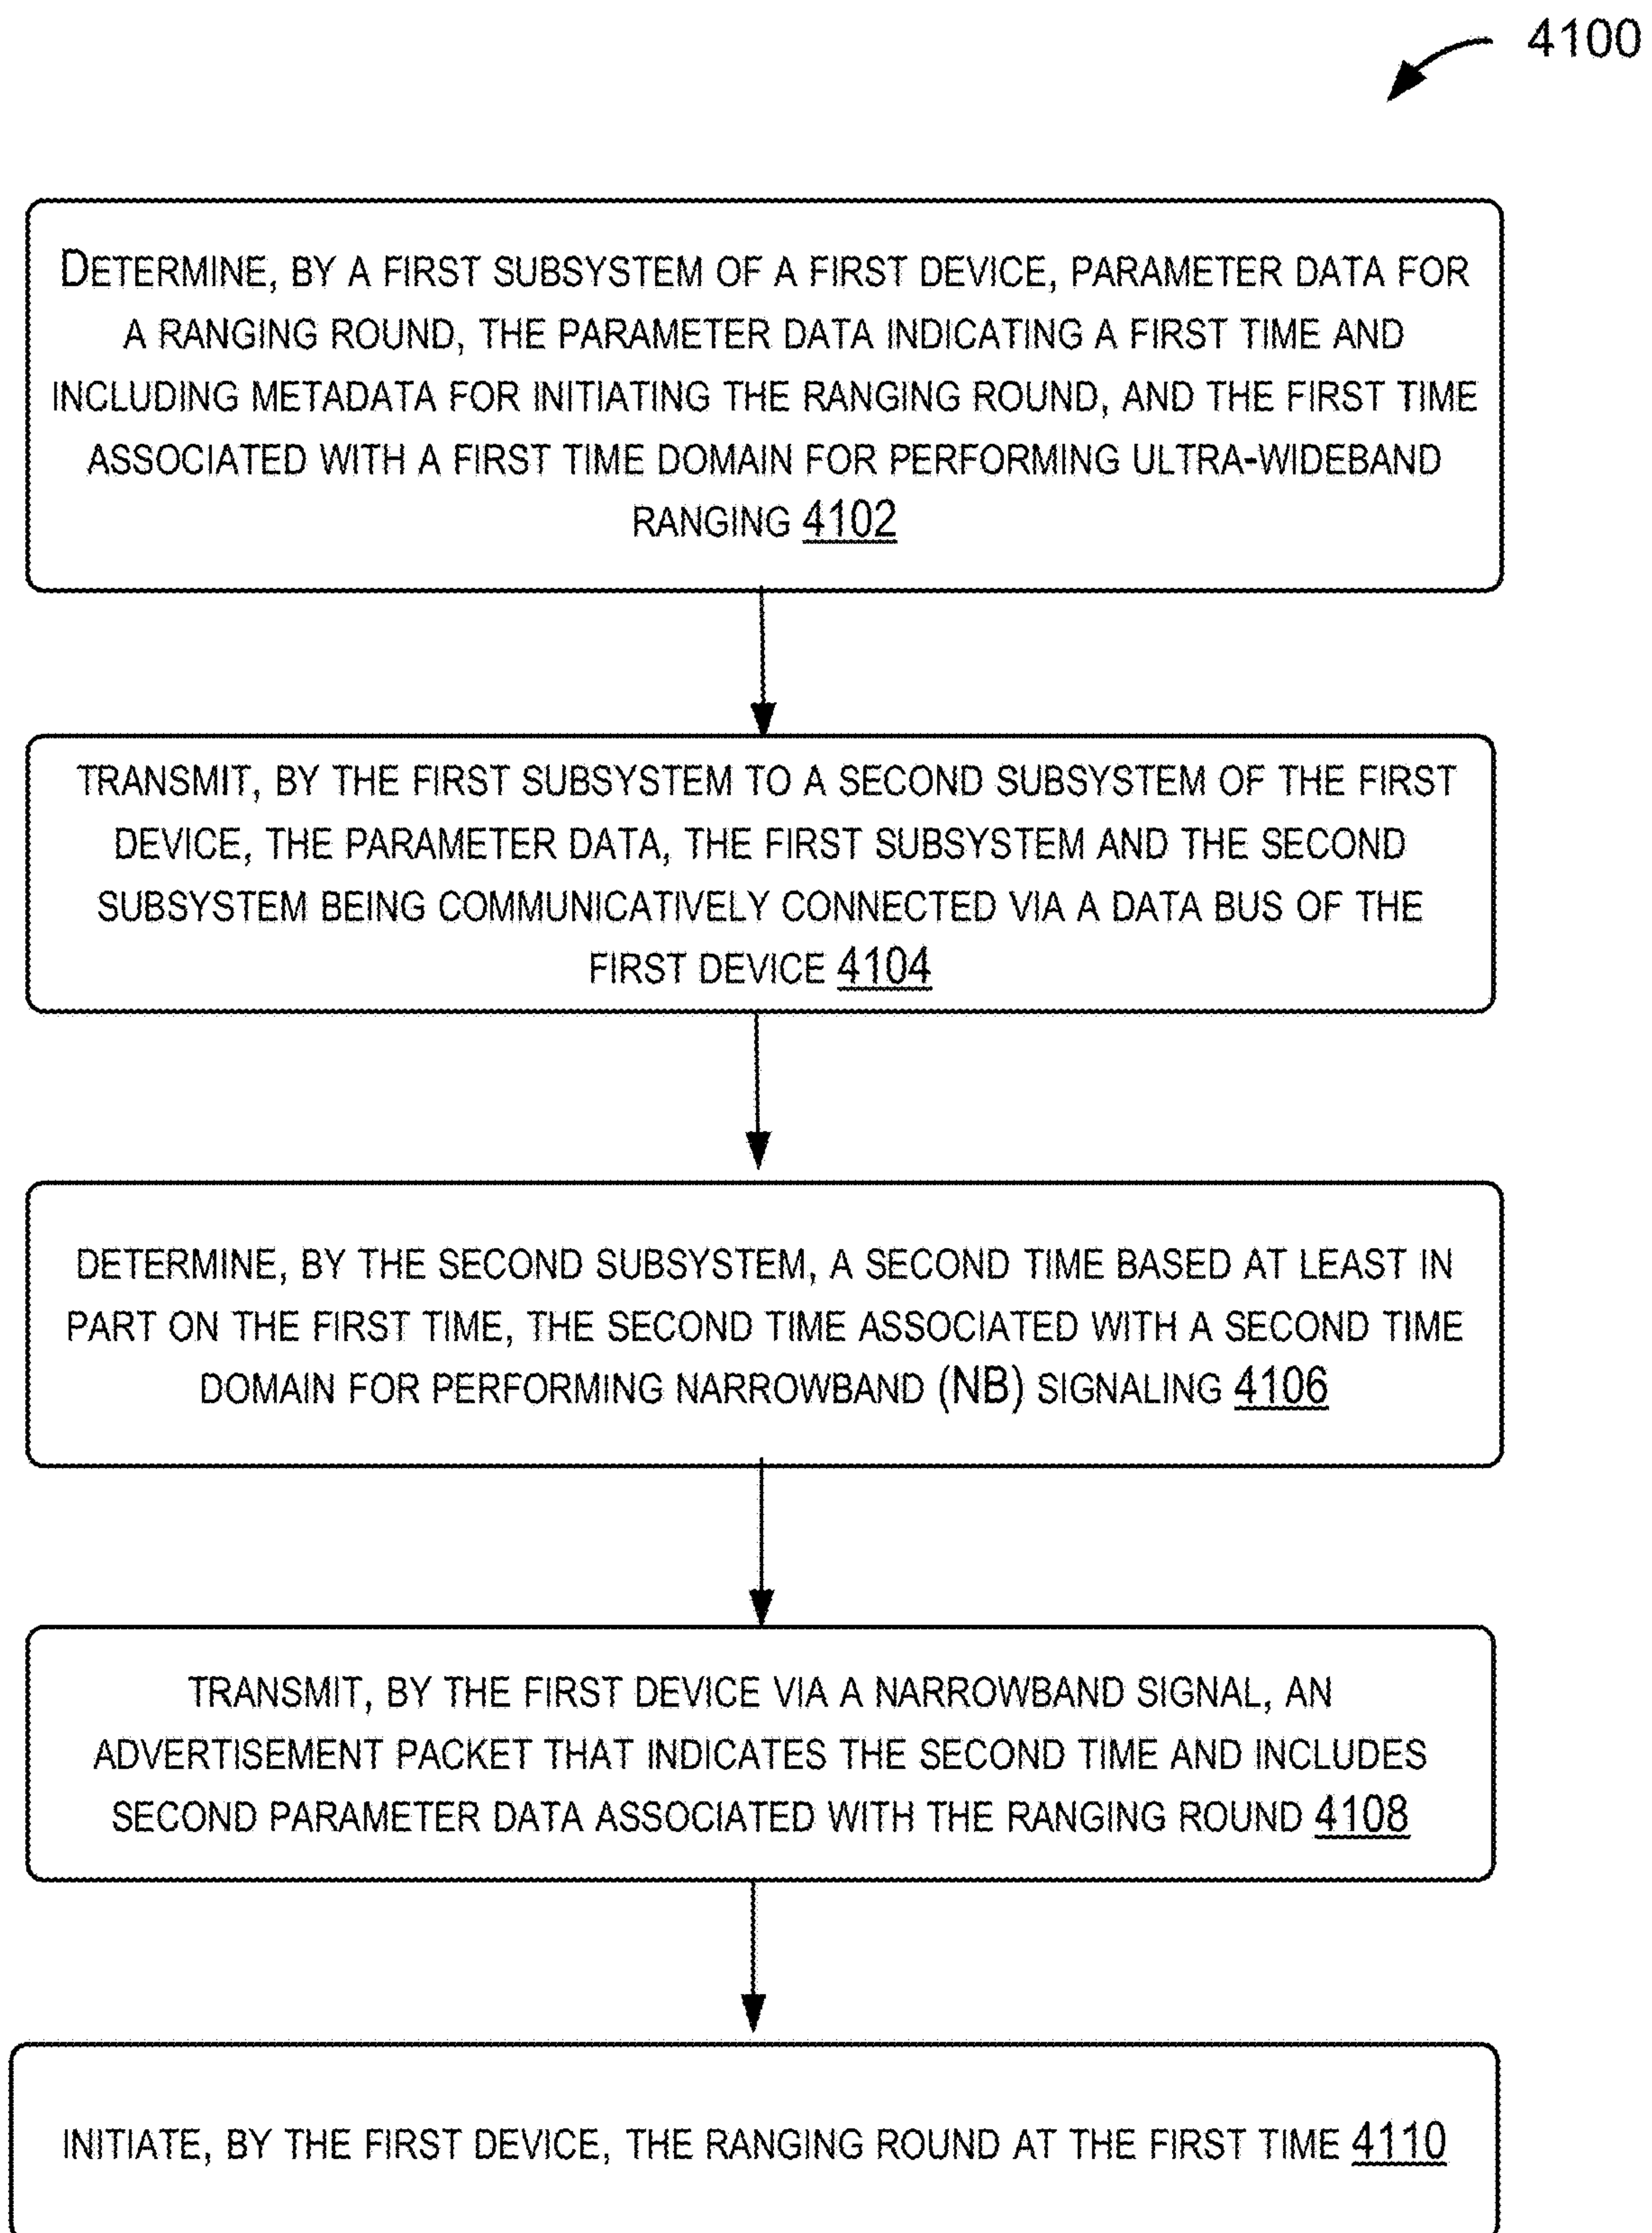 4100
DETERMINE, BY A FIRST SUBSYSTEM OF A FIRST DEVICE, PARAMETER DATA FOR
A RANGING ROUND, THE PARAMETER DATA INDICATING A FIRST TIME AND
INCLUDING METADATA FOR INITIATING THE RANGING ROUND, AND THE FIRST TIME
ASSOCIATED WITH A FIRST TIME DOMAIN FOR PERFORMING ULTRA-WIDEBAND
RANGING 4102
TRANSMIT, BY THE FIRST SUBSYSTEM TO A SECOND SUBSYSTEM OF THE FIRST
DEVICE, THE PARAMETER DATA, THE FIRST SUBSYSTEM AND THE SECOND
SUBSYSTEM BEING COMMUNICATIVELY CONNECTED VIA A DATA BUS OF THE
FIRST DEVICE 4104
DETERMINE, BY THE SECOND SUBSYSTEM, A SECOND TIME BASED AT LEAST IN
PART ON THE FIRST TIME, THE SECOND TIME ASSOCIATED WITH A SECOND TIME
DOMAIN FOR PERFORMING NARROWBAND (NB) SIGNALING 4106
TRANSMIT, BY THE FIRST DEVICE VIA A NARROWBAND SIGNAL, AN
ADVERTISEMENT PACKET THAT INDICATES THE SECOND TIME AND INCLUDES
SECOND PARAMETER DATA ASSOCIATED WITH THE RANGING ROUND 4108
INITIATE, BY THE FIRST DEVICE, THE RANGING ROUND AT THE FIRST TIME 4110